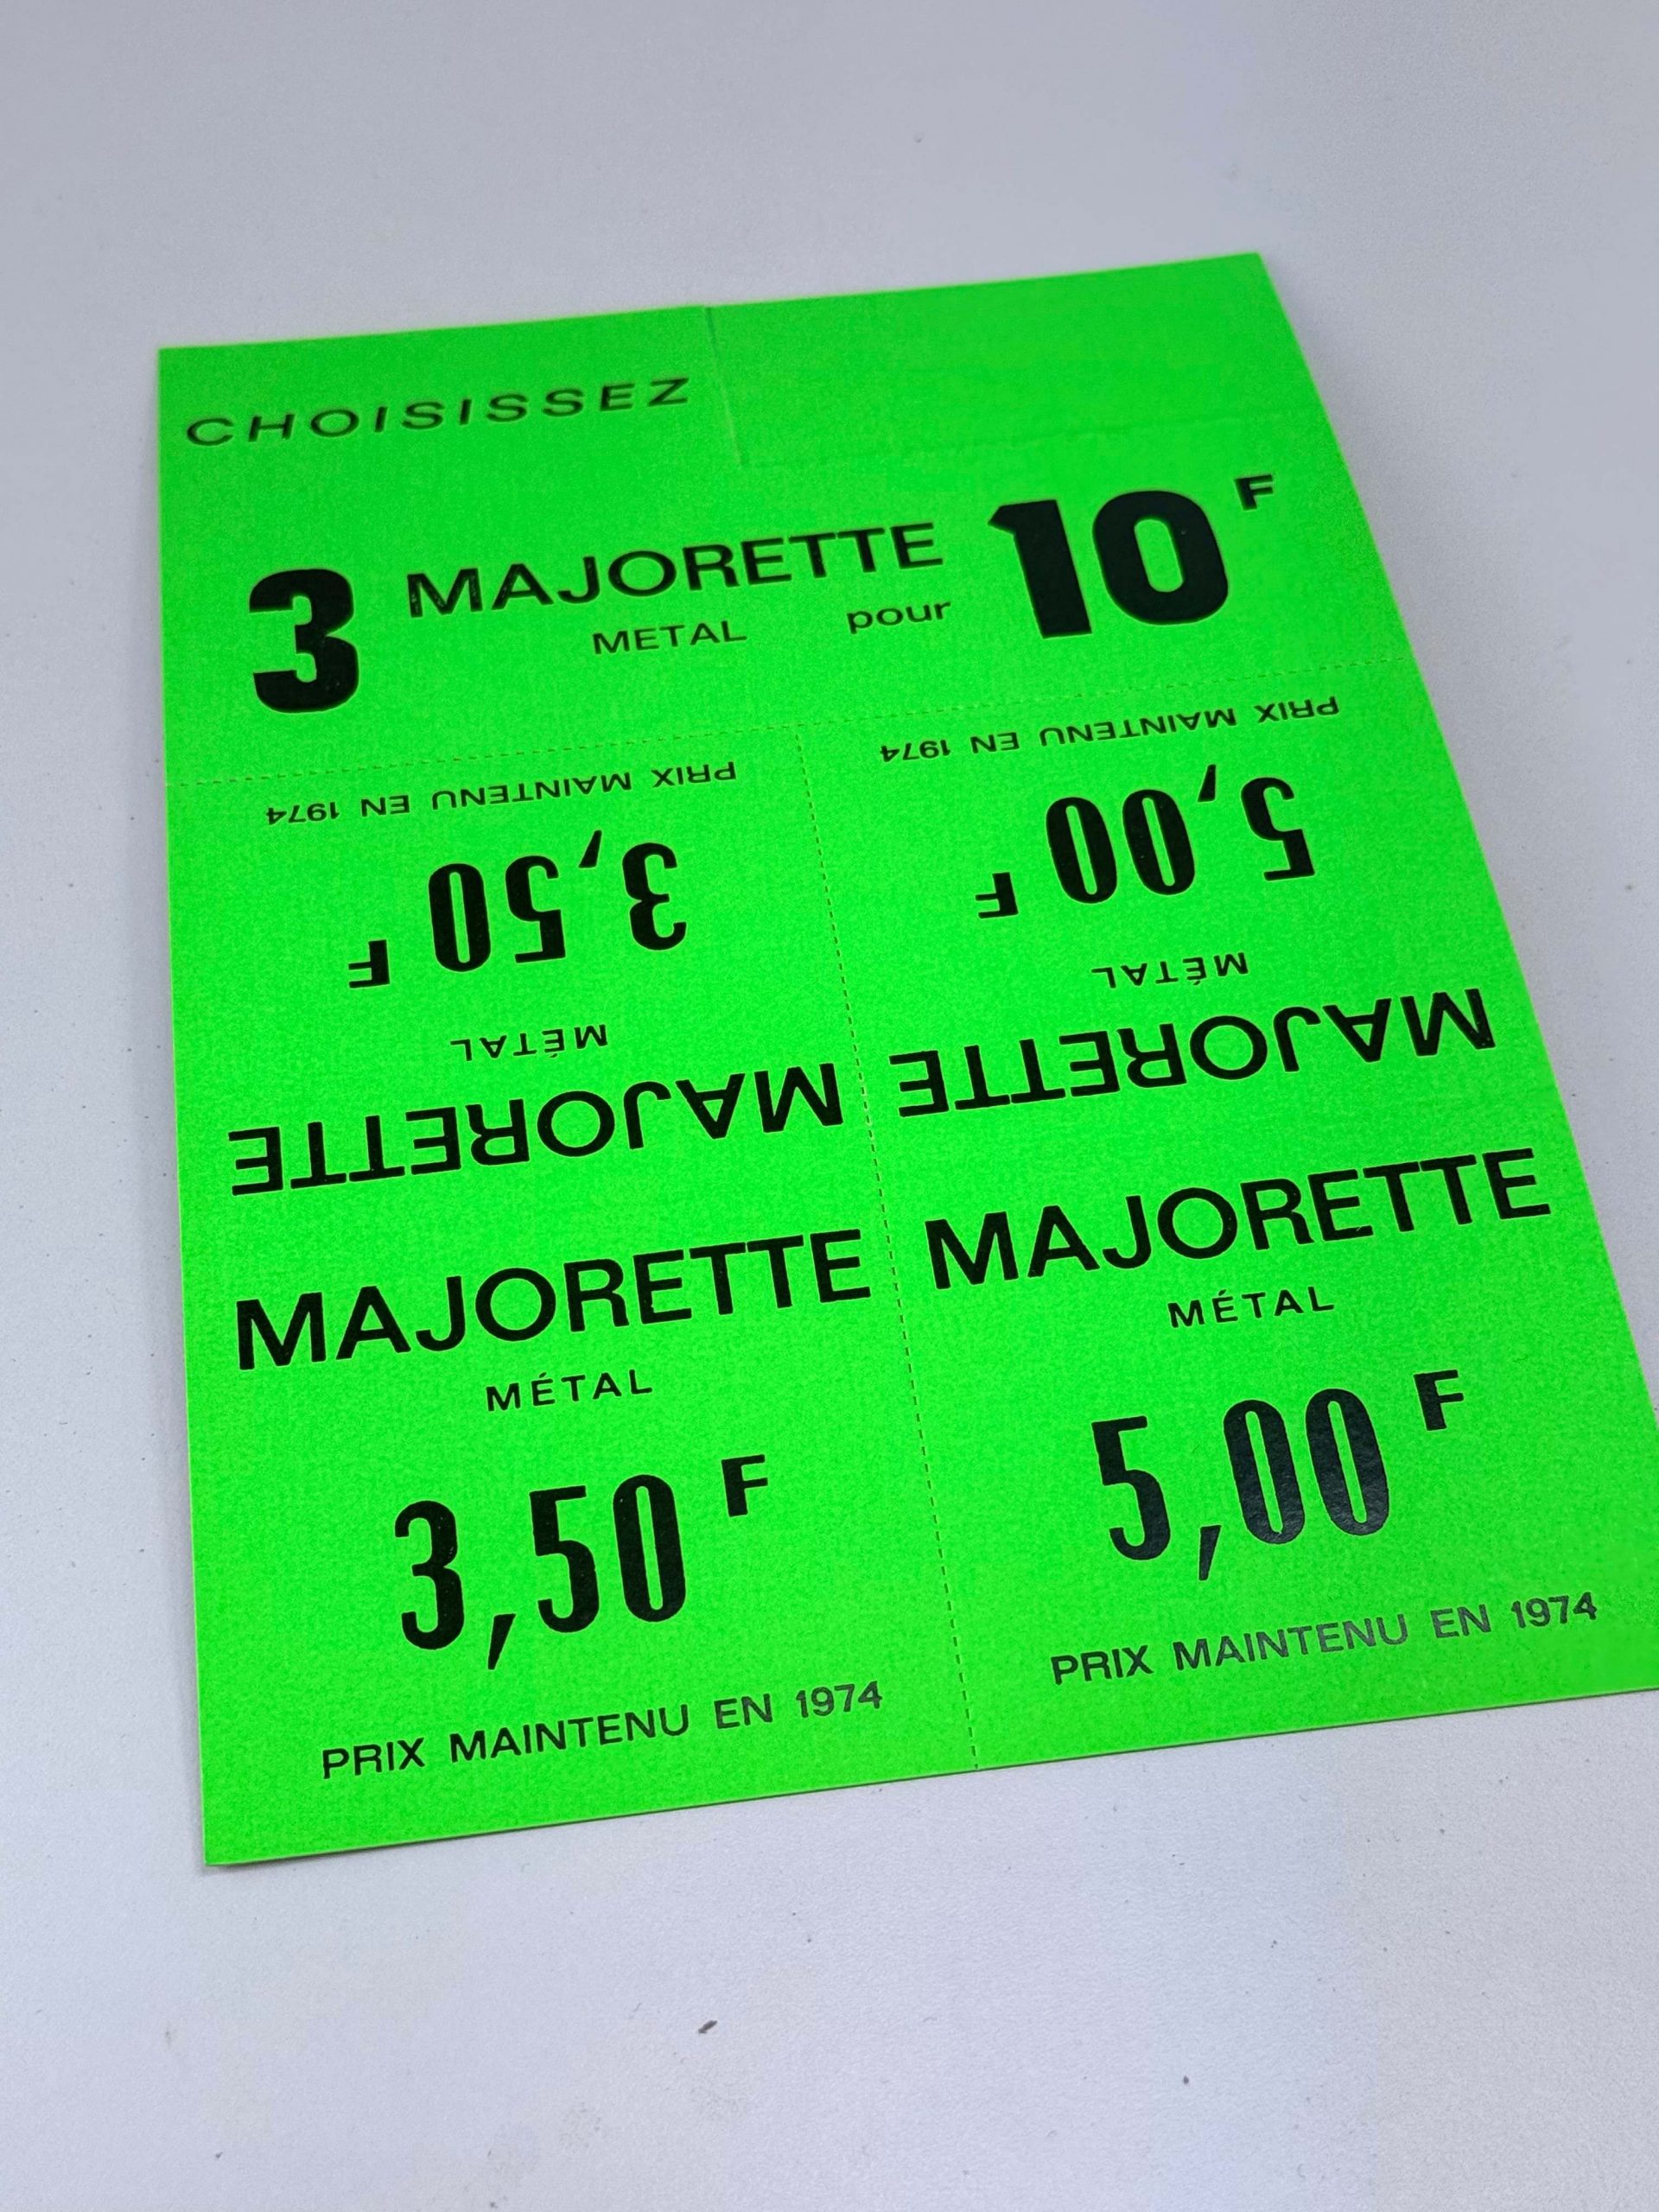 CHOISISSEZ
3 MAJORETTE METAL pour 10 F
PRIX MAINTENU EN 1974
3,50 F
MÉTAL
MAJORETTE
PRIX MAINTENU EN 1974
5,00 F
MÉTAL
MAJORETTE
MAJORETTE
MÉTAL
3,50 F
PRIX MAINTENU EN 1974
MAJORETTE
MÉTAL
5,00 F
PRIX MAINTENU EN 1974